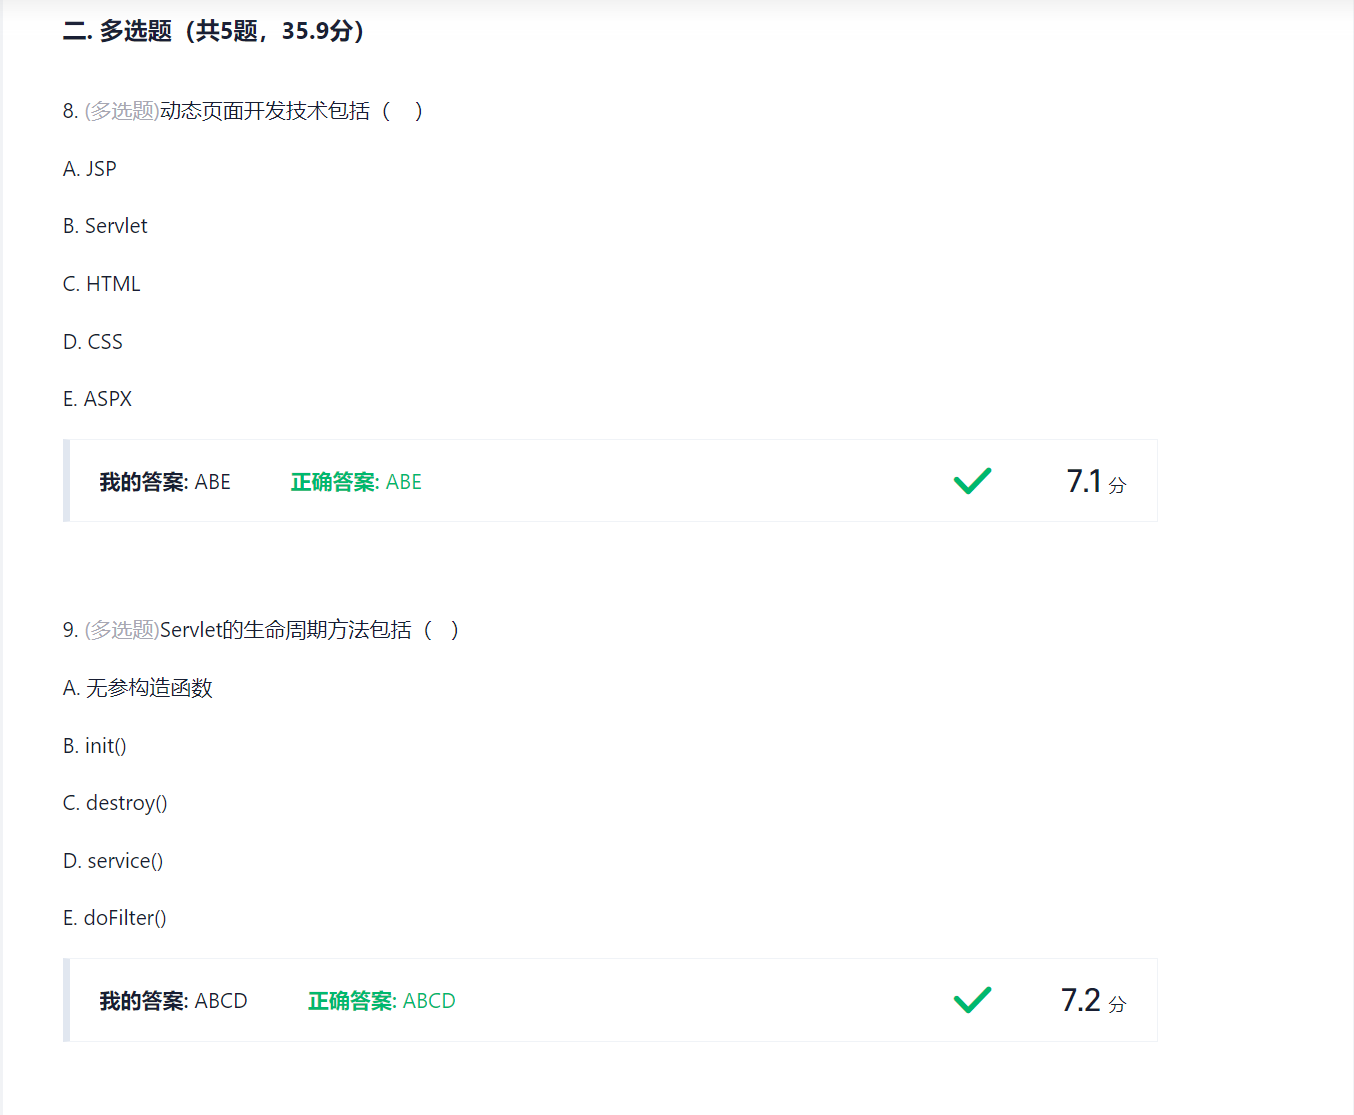 二. 多选题（共5题，35.9分）
8. (多选题)动态页面开发技术包括（    ）
A. JSP
B. Servlet
C. HTML
D. CSS
E. ASPX
我的答案: ABE 正确答案: ABE 7.1 分
9. (多选题)Servlet的生命周期方法包括（   ）
A. 无参构造函数
B. init()
C. destroy()
D. service()
E. doFilter()
我的答案: ABCD 正确答案: ABCD 7.2 分